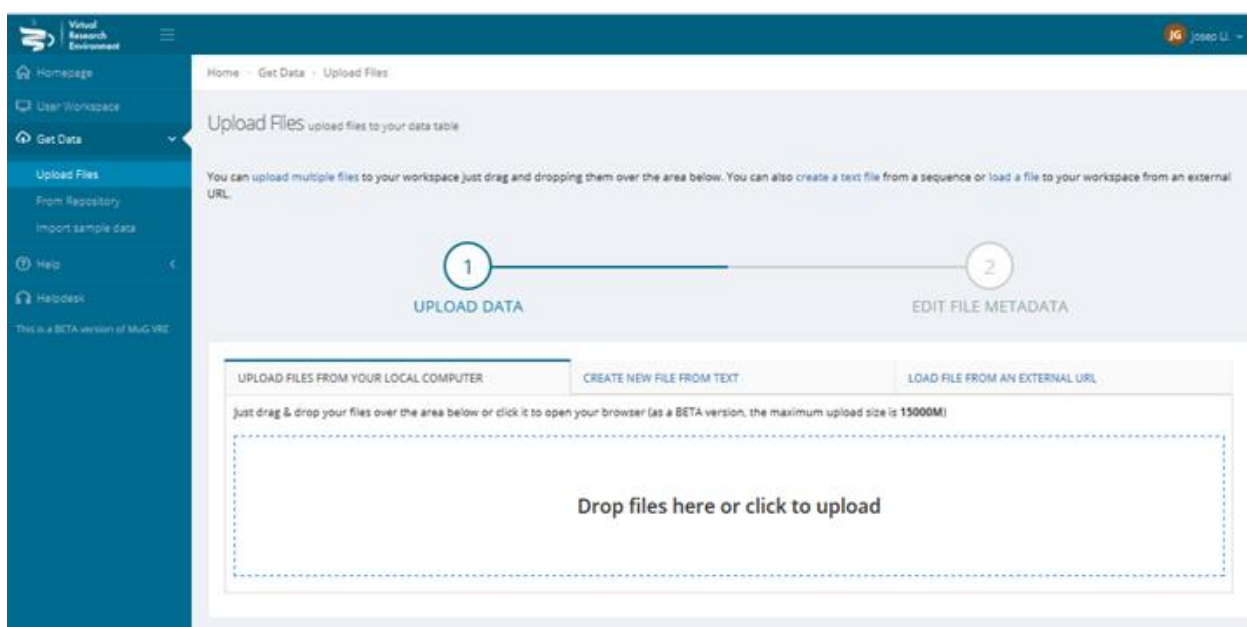 Virtual
Research
Environment
JG Josep Ll.
Homepage
User Workspace
Get Data
Upload Files
From Repository
Import sample data
Help
Helpdesk
This is a BETA version of MuG VRE
Home
Get Data
Upload Files
Upload Files upload files to your data table
You can upload multiple files to your workspace just drag and dropping them over the area below. You can also create a text file from a sequence or load a file to your workspace from an external
URL.
1
2
UPLOAD DATA
EDIT FILE METADATA
UPLOAD FILES FROM YOUR LOCAL COMPUTER
CREATE NEW FILE FROM TEXT
LOAD FILE FROM AN EXTERNAL URL
Just drag & drop your files over the area below or click it to open your browser (as a BETA version, the maximum upload size is 15000M)
Drop files here or click to upload